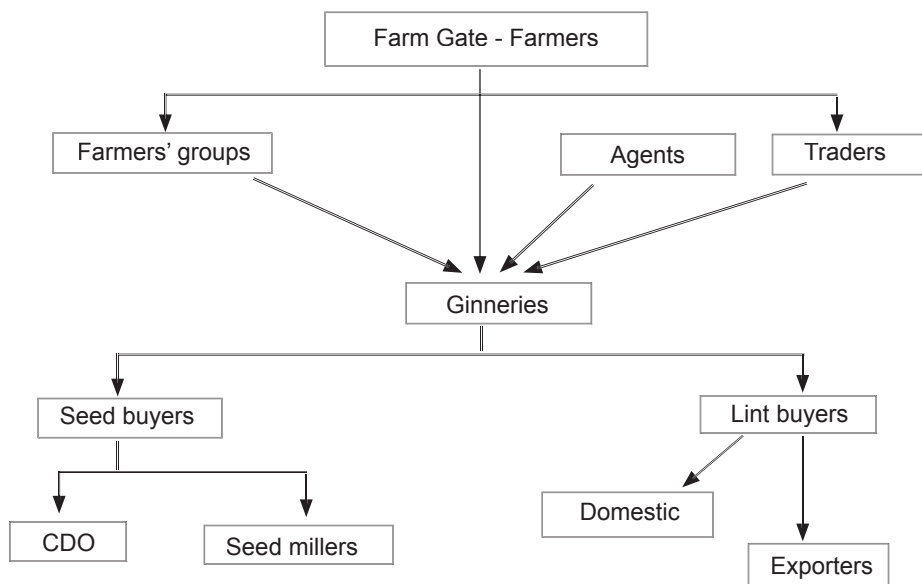 Farm Gate - Farmers
Farmers’ groups
Agents
Traders
Ginneries
Seed buyers
Lint buyers
CDO
Seed millers
Domestic
Exporters